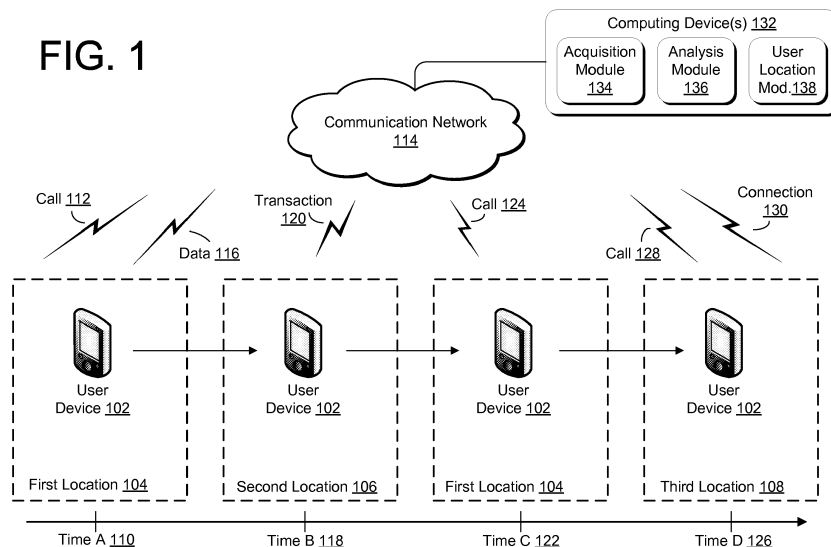 FIG. 1
Computing Device(s) 132
Acquisition
Module
134
Analysis
Module
136
User
Location
Mod.138
Communication Network
114
Call 112
Data 116
Transaction
120
Call 124
Call 128
Connection
130
User
Device 102
First Location 104
User
Device 102
Second Location 106
User
Device 102
First Location 104
User
Device 102
Third Location 108
Time A 110
Time B 118
Time C 122
Time D 126